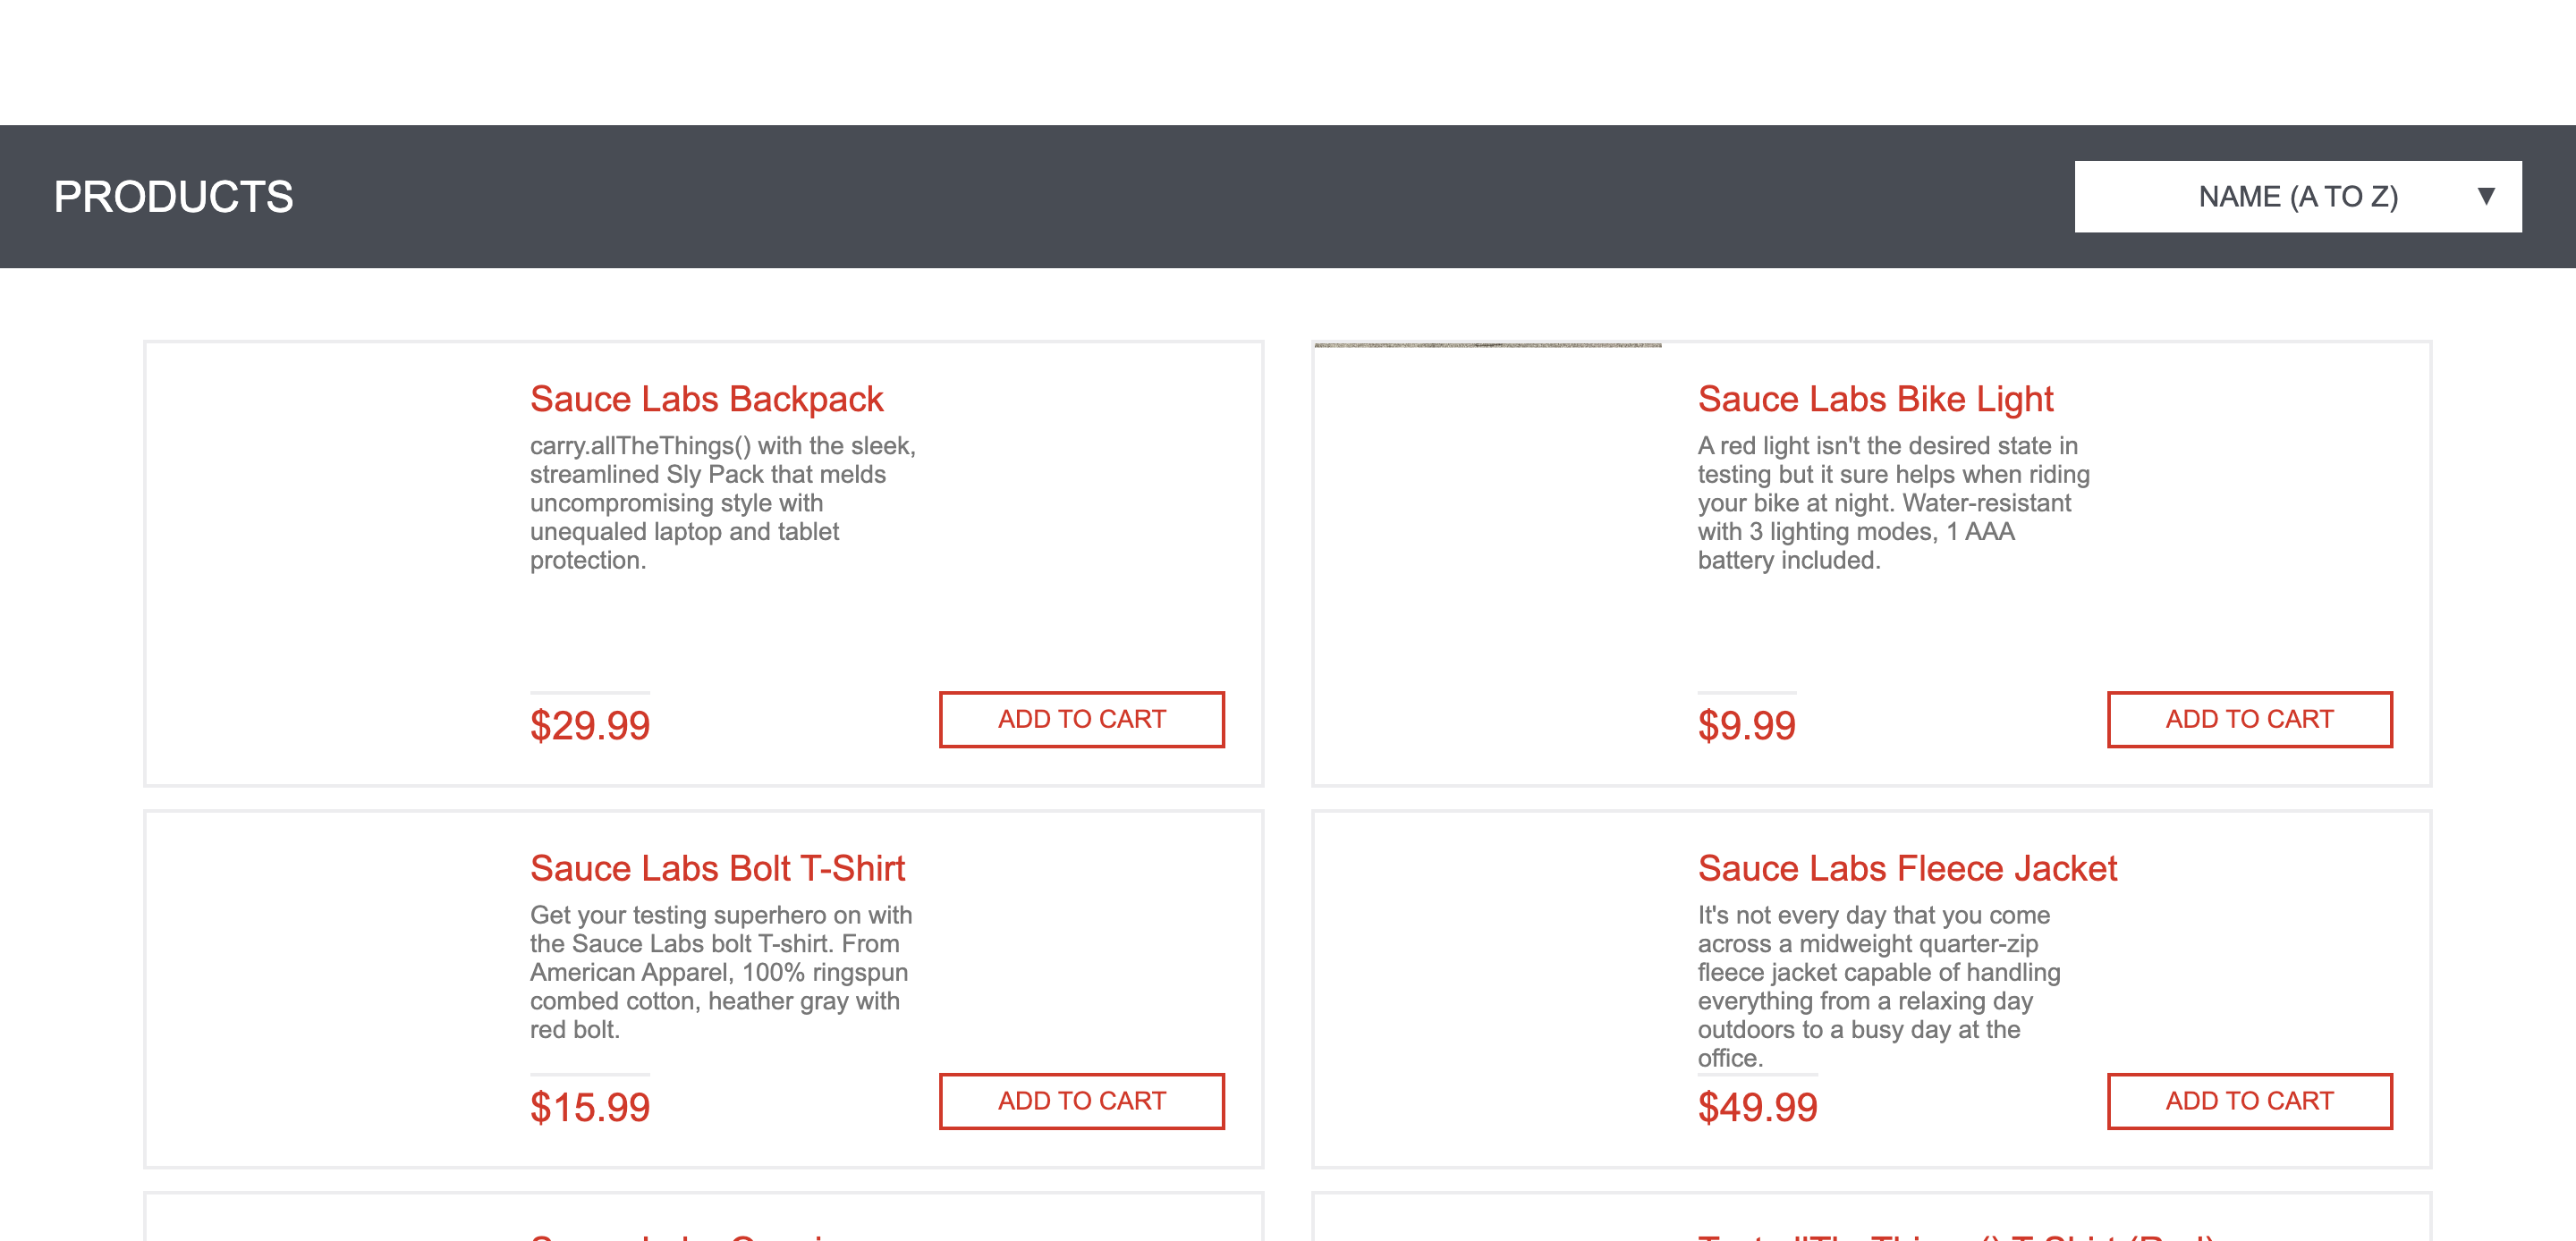 PRODUCTS
NAME (A TO Z) ▼
Sauce Labs Backpack
carry.allTheThings() with the sleek,
streamlined Sly Pack that melds
uncompromising style with
unequaled laptop and tablet
protection.
$29.99
ADD TO CART
Sauce Labs Bike Light
A red light isn't the desired state in
testing but it sure helps when riding
your bike at night. Water-resistant
with 3 lighting modes, 1 AAA
battery included.
$9.99
ADD TO CART
Sauce Labs Bolt T-Shirt
Get your testing superhero on with
the Sauce Labs bolt T-shirt. From
American Apparel, 100% ringspun
combed cotton, heather gray with
red bolt.
$15.99
ADD TO CART
Sauce Labs Fleece Jacket
It's not every day that you come
across a midweight quarter-zip
fleece jacket capable of handling
everything from a relaxing day
outdoors to a busy day at the
office.
$49.99
ADD TO CART